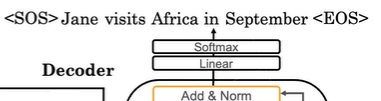 <SOS> Jane visits Africa in September <EOS>
Softmax
Linear
Decoder
Add & Norm